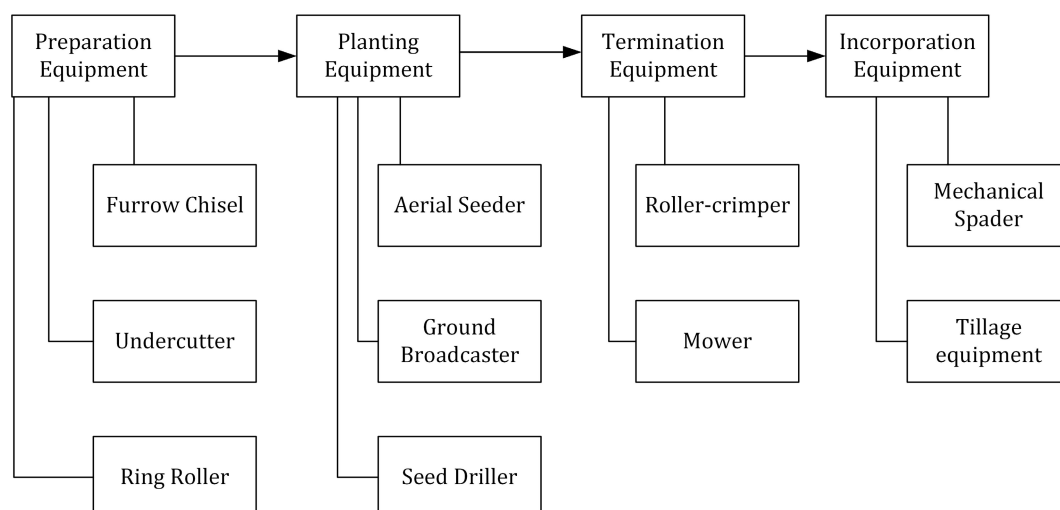 Preparation
Equipment
Planting
Equipment
Termination
Equipment
Incorporation
Equipment
Furrow Chisel
Aerial Seeder
Roller-crimper
Mechanical
Spader
Undercutter
Ground
Broadcaster
Mower
Tillage
equipment
Ring Roller
Seed Driller